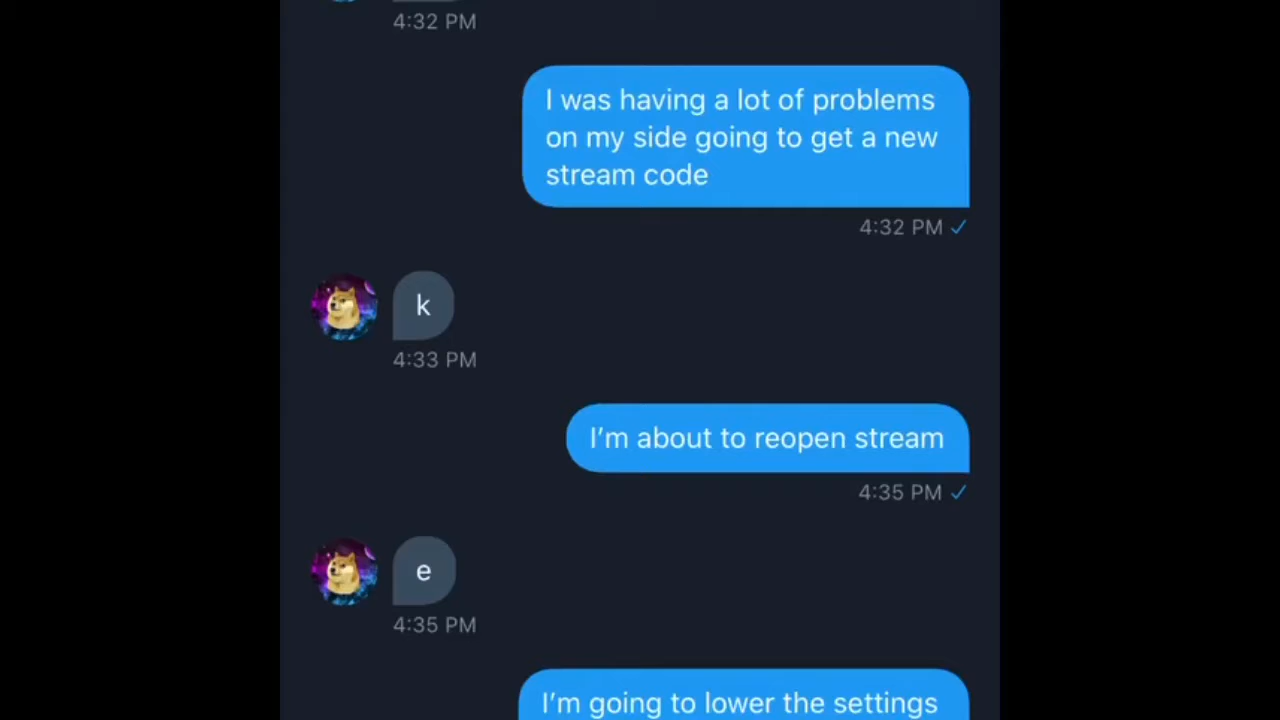 4:32 PM
I was having a lot of problems
on my side going to get a new
stream code
4:32 PM
k
4:33 PM
I’m about to reopen stream
4:35 PM
e
4:35 PM
I’m going to lower the settings